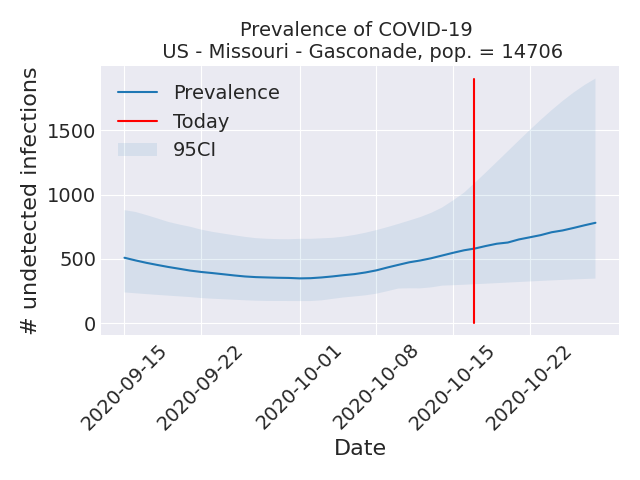 Prevalence of COVID-19
US - Missouri - Gasconade, pop. = 14706
# undetected infections
1500
1000
500
0
Prevalence
Today
95CI
2020-09-15
2020-09-22
2020-10-01
2020-10-08
2020-10-15
2020-10-22
Date